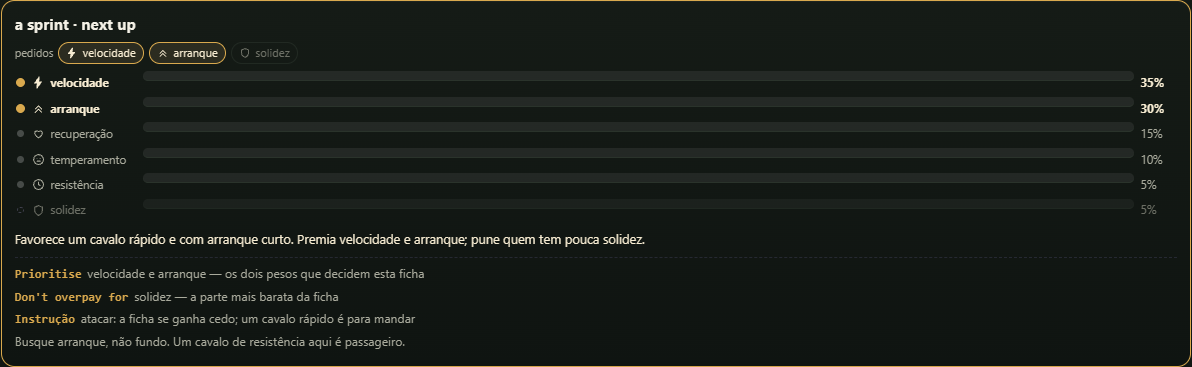 a sprint · next up
pedidos velocidade arranque solidez
velocidade 35%
arranque 30%
recuperação 15%
temperamento 10%
resistência 5%
solidez 5%
Favorece um cavalo rápido e com arranque curto. Premia velocidade e arranque; pune quem tem pouca solidez.
Prioritise velocidade e arranque — os dois pesos que decidem esta ficha
Don't overpay for solidez — a parte mais barata da ficha
Instrução atacar: a ficha se ganha cedo; um cavalo rápido é para mandar
Busque arranque, não fundo. Um cavalo de resistência aqui é passageiro.